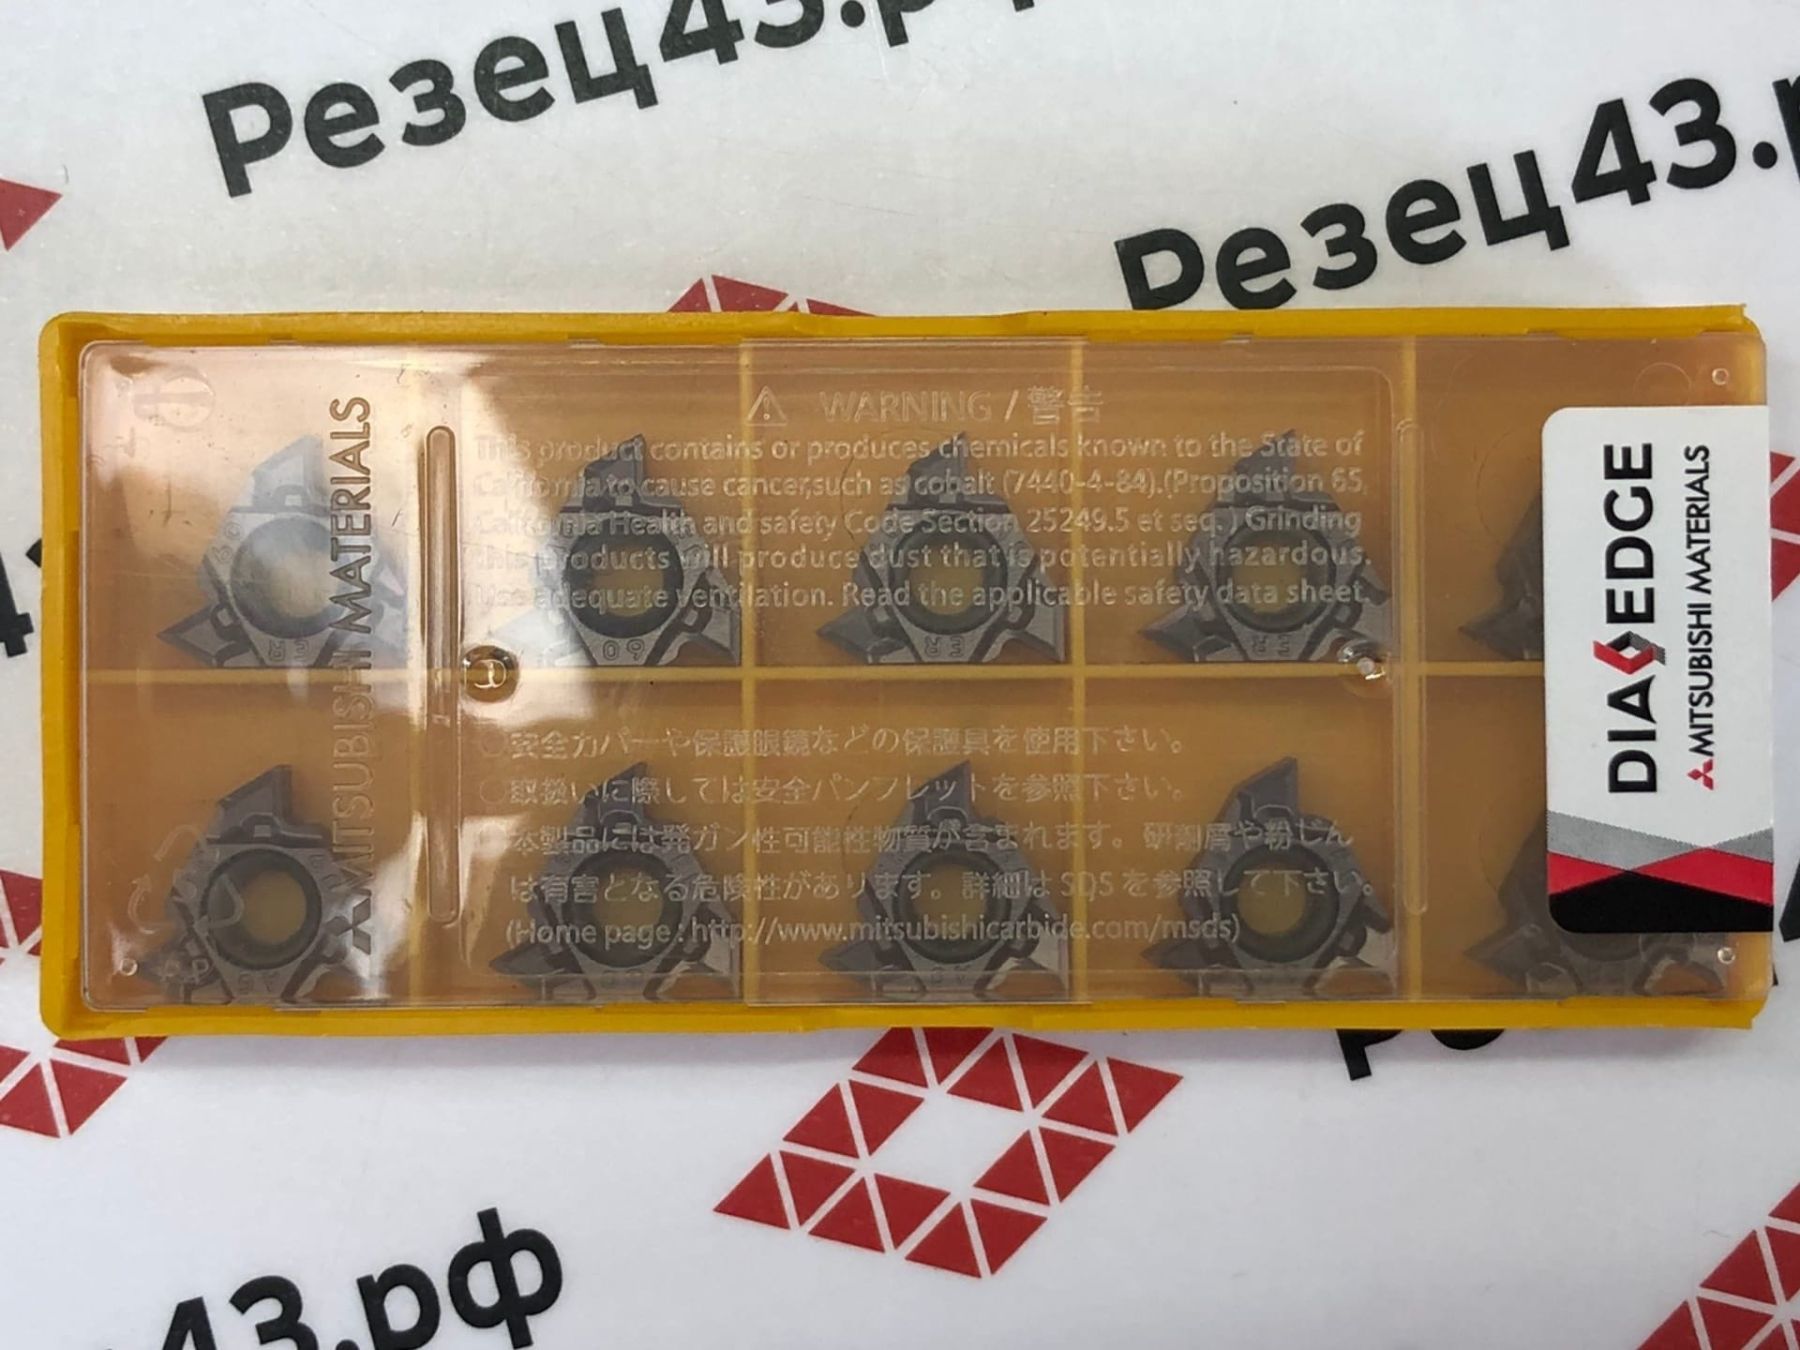 Резец43.рф
Резец43.р
MITSUBISHI MATERIALS
⚠ WARNING / 警告
This product contains or produces chemicals known to the State of
California to cause cancer,such as cobalt (7440-4-84).(Proposition 65,
California Health and safety Code Section 25249.5 et seq. ) Grinding
this products will produce dust that is potentially hazardous.
Use adequate ventilation. Read the applicable safety data sheet.
○安全カバーや保護眼鏡などの保護具を使用下さい。
○取扱いに際しては安全パンフレットを参照下さい。
○本製品には発ガン性可能性物質が含まれます。研削屑や粉じん
は有害となる危険性があります。詳細は SDS を参照して下さい。
(Home page : http://www.mitsubishicarbide.com/msds)
DIAEDGE
MITSUBISHI MATERIALS
43.рф